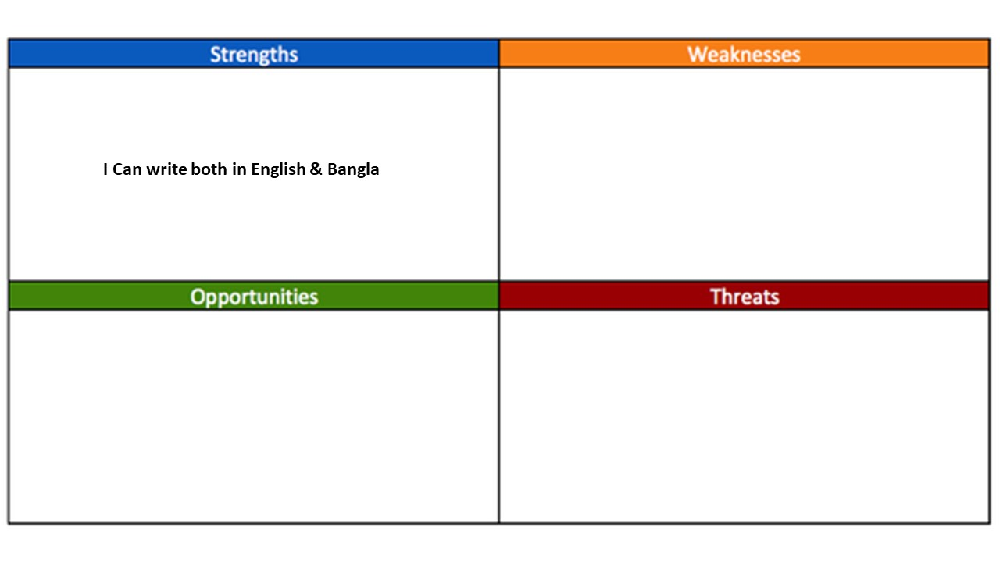 Strengths
Weaknesses
I Can write both in English & Bangla
Opportunities
Threats